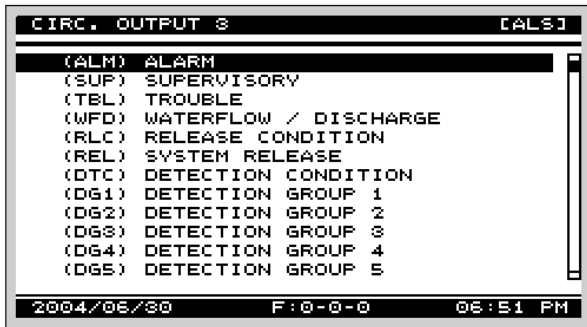 CIRC. OUTPUT 3 [ALS]
(ALM) ALARM
(SUP) SUPERVISORY
(TBL) TROUBLE
(WFD) WATERFLOW / DISCHARGE
(RLC) RELEASE CONDITION
(REL) SYSTEM RELEASE
(DTC) DETECTION CONDITION
(DG1) DETECTION GROUP 1
(DG2) DETECTION GROUP 2
(DG3) DETECTION GROUP 3
(DG4) DETECTION GROUP 4
(DG5) DETECTION GROUP 5
2004/06/30 F:0-0-0 06:51 PM